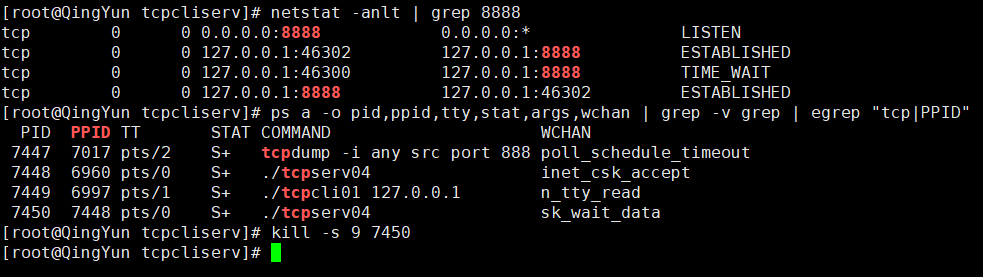 [root@QingYun tcpcliserv]# netstat -anlt | grep 8888
tcp        0      0 0.0.0.0:8888            0.0.0.0:*               LISTEN
tcp        0      0 127.0.0.1:46302         127.0.0.1:8888          ESTABLISHED
tcp        0      0 127.0.0.1:46300         127.0.0.1:8888          TIME_WAIT
tcp        0      0 127.0.0.1:8888          127.0.0.1:46302         ESTABLISHED
[root@QingYun tcpcliserv]# ps a -o pid,ppid,tty,stat,args,wchan | grep -v grep | egrep "tcp|PPID"
  PID  PPID TT       STAT COMMAND                     WCHAN
 7447  7017 pts/2    S+   tcpdump -i any src port 888 poll_schedule_timeout
 7448  6960 pts/0    S+   ./tcpserv04                 inet_csk_accept
 7449  6997 pts/1    S+   ./tcpcli01 127.0.0.1        n_tty_read
 7450  7448 pts/0    S+   ./tcpserv04                 sk_wait_data
[root@QingYun tcpcliserv]# kill -s 9 7450
[root@QingYun tcpcliserv]#